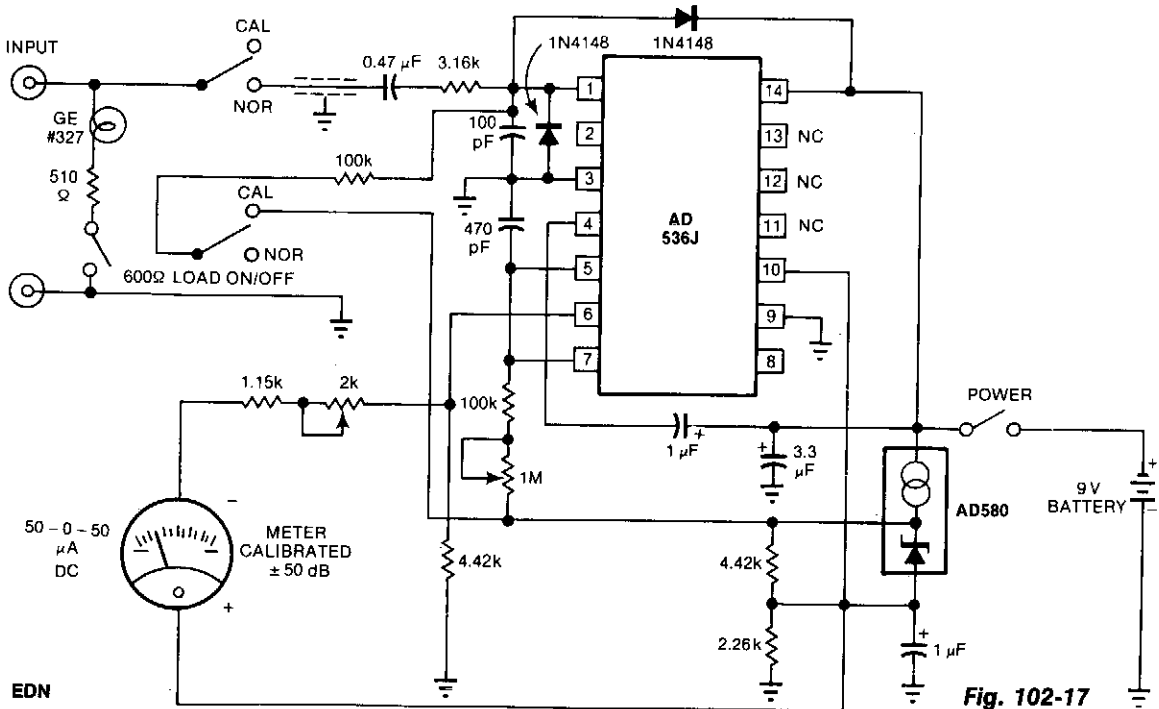 INPUT
CAL
NOR
0.47 µF
3.16k
1N4148
1N4148
GE
#327
510
Ω
100
pF
100k
CAL
NOR
600Ω LOAD ON/OFF
470
pF
1
2
3
4
5
6
7
AD
536J
14
13
NC
12
NC
11
NC
10
9
8
1.15k
2k
100k
1M
1 µF
+
+
3.3
µF
POWER
+
9V
BATTERY
–
AD580
50 – 0 – 50
µA
DC
–
METER
CALIBRATED
± 50 dB
+
4.42k
4.42k
2.26k
+
1 µF
EDN
Fig. 102-17